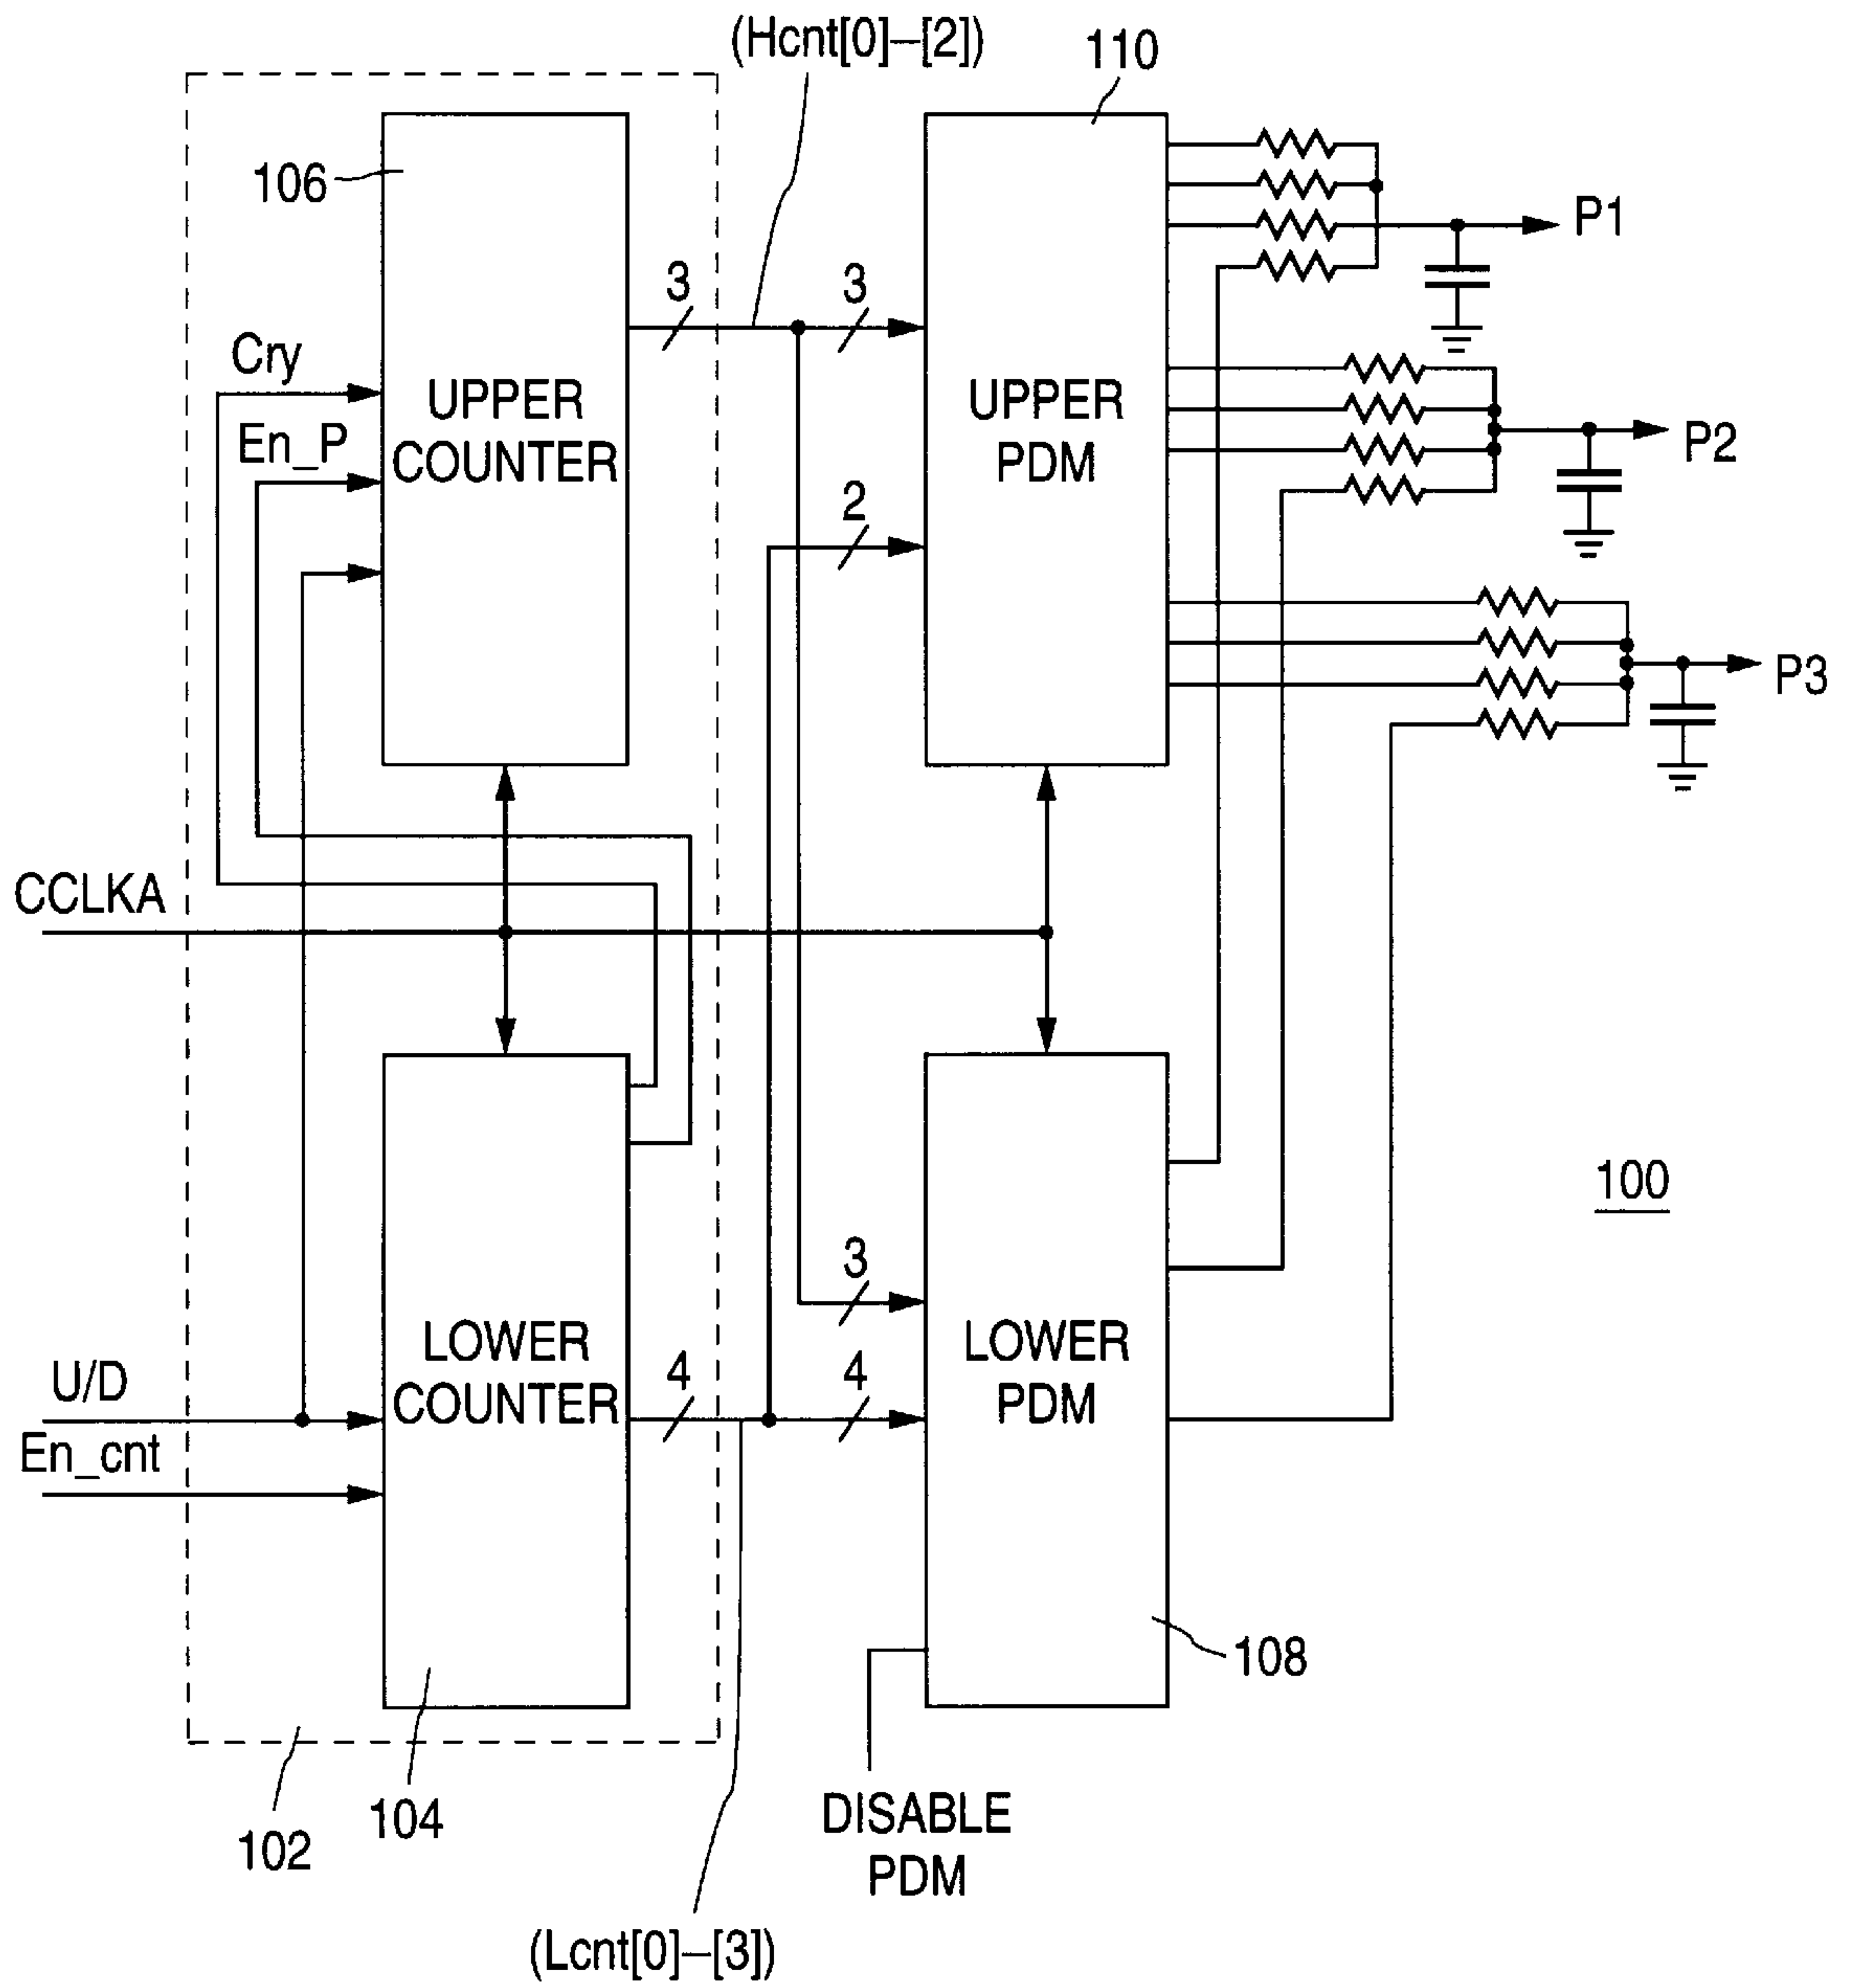 (Hcnt[0]–[2])
110
106
P1
3
3
Cry
UPPER
COUNTER
UPPER
PDM
En_P
P2
2
P3
CCLKA
100
3
LOWER
COUNTER
LOWER
PDM
U/D
4
4
En_cnt
108
104
102
DISABLE
PDM
(Lcnt[0]–[3])